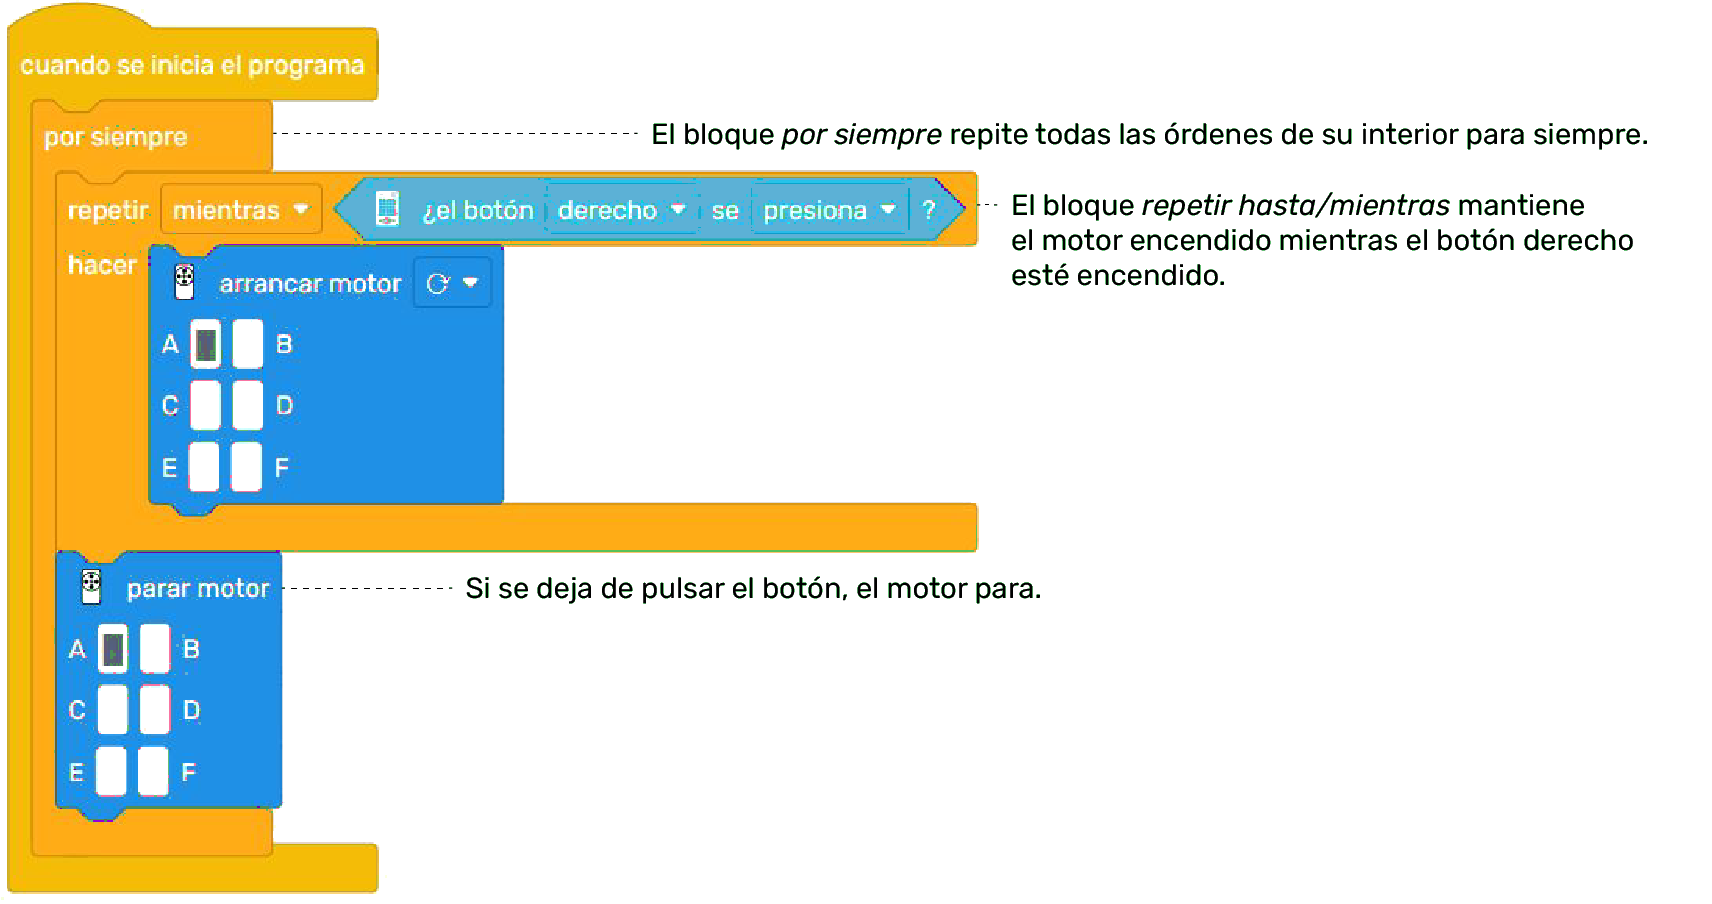 cuando se inicia el programa
por siempre
El bloque por siempre repite todas las órdenes de su interior para siempre.
repetir mientras ¿el botón derecho se presiona ?
El bloque repetir hasta/mientras mantiene
el motor encendido mientras el botón derecho
esté encendido.
hacer
arrancar motor
A B
C D
E F
parar motor
Si se deja de pulsar el botón, el motor para.
A B
C D
E F